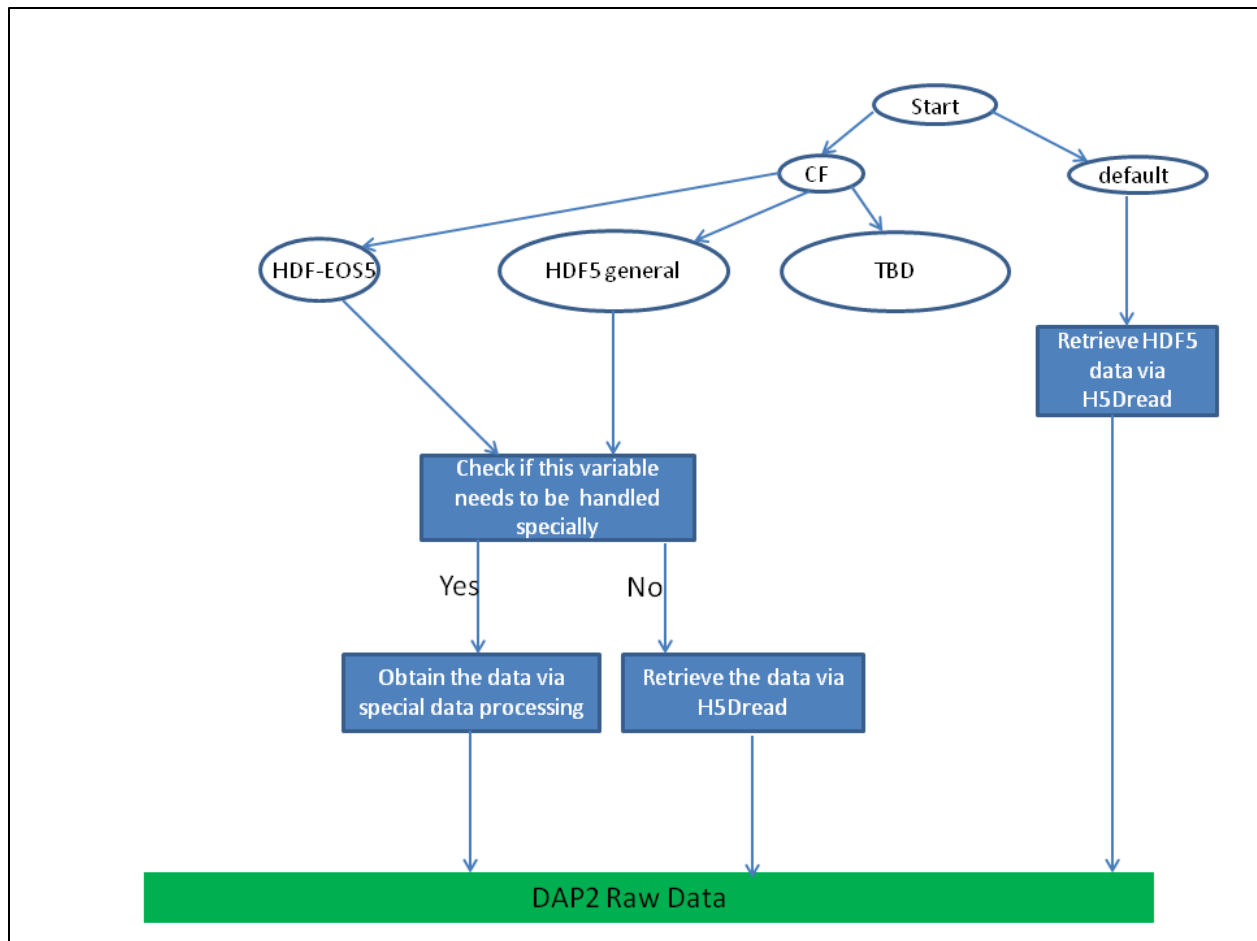 Start
CF
default
HDF-EOS5
HDF5 general
TBD
Retrieve HDF5
data via
H5Dread
Check if this variable
needs to be handled
specially
Yes
No
Obtain the data via
special data processing
Retrieve the data via
H5Dread
DAP2 Raw Data